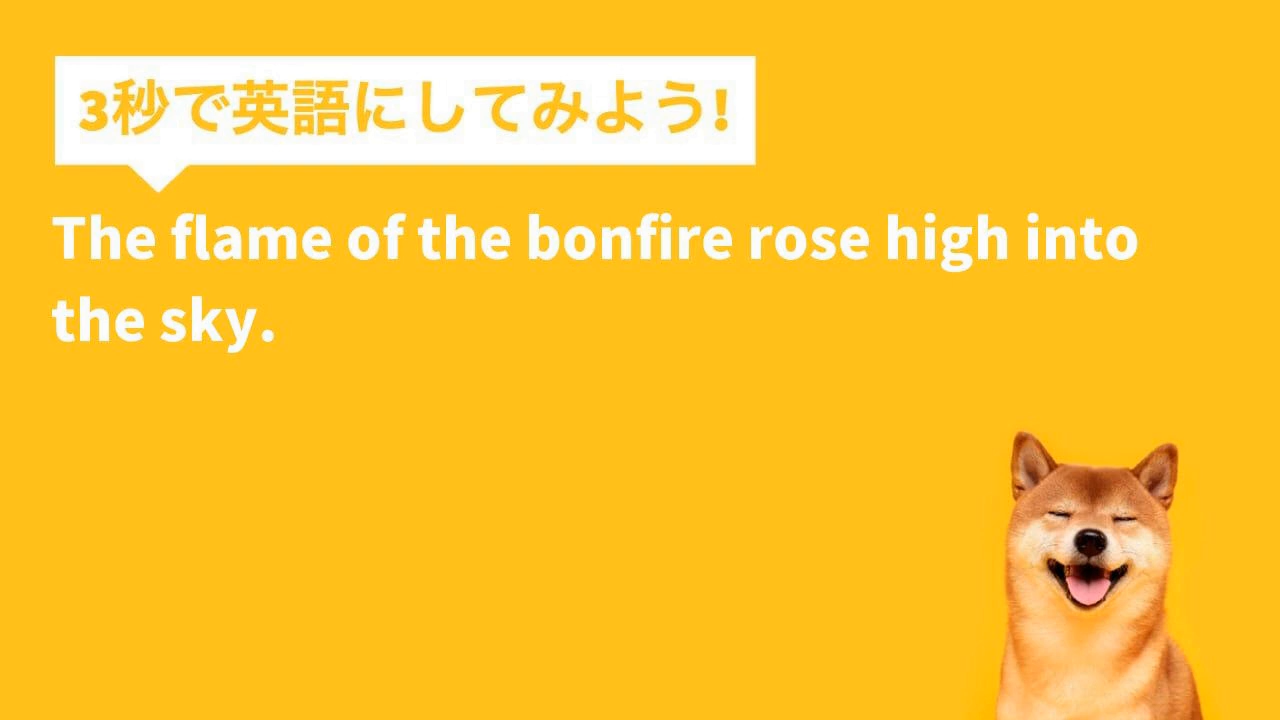 3秒で英語にしてみよう!
The flame of the bonfire rose high into
the sky.